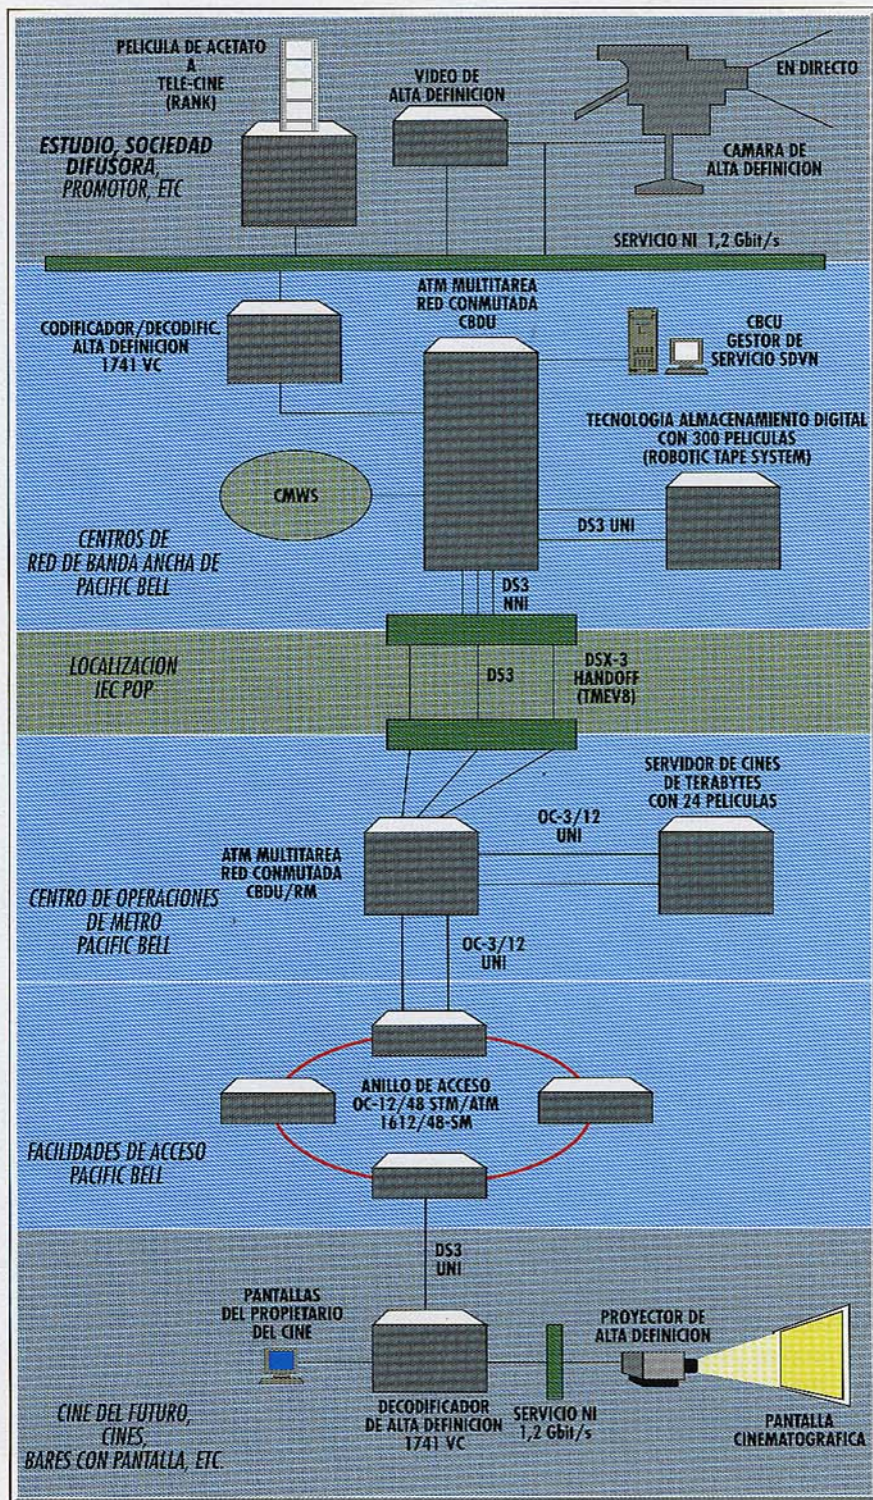 PELICULA DE ACETATO
A
TELE-CINE
(RANK)
VIDEO DE
ALTA DEFINICION
EN DIRECTO
ESTUDIO, SOCIEDAD
DIFUSORA,
PROMOTOR, ETC
CAMARA DE
ALTA DEFINICION
SERVICIO NI 1,2 Gbit/s
CODIFICADOR/DECODIFIC.
ALTA DEFINICION
1741 VC
ATM MULTITAREA
RED CONMUTADA
CBDU
CBCU
GESTOR DE
SERVICIO SDVN
TECNOLOGIA ALMACENAMIENTO DIGITAL
CON 300 PELICULAS
(ROBOTIC TAPE SYSTEM)
CMWS
DS3 UNI
CENTROS DE
RED DE BANDA ANCHA DE
PACIFIC BELL
DS3
NNI
LOCALIZACION
IEC POP
DS3
DSX-3
HANDOFF
(TMEV8)
SERVIDOR DE CINES
DE TERABYTES
CON 24 PELICULAS
OC-3/12
UNI
ATM MULTITAREA
RED CONMUTADA
CBDU/RM
CENTRO DE OPERACIONES
DE METRO
PACIFIC BELL
OC-3/12
UNI
ANILLO DE ACCESO
OC-12/48 STM/ATM
1612/48-SM
FACILIDADES DE ACCESO
PACIFIC BELL
DS3
UNI
PANTALLAS
DEL PROPIETARIO
DEL CINE
PROYECTOR DE
ALTA DEFINICION
DECODIFICADOR
DE ALTA DEFINICION
1741 VC
SERVICIO NI
1,2 Gbit/s
PANTALLA
CINEMATOGRAFICA
CINE DEL FUTURO,
CINES,
BARES CON PANTALLA, ETC.